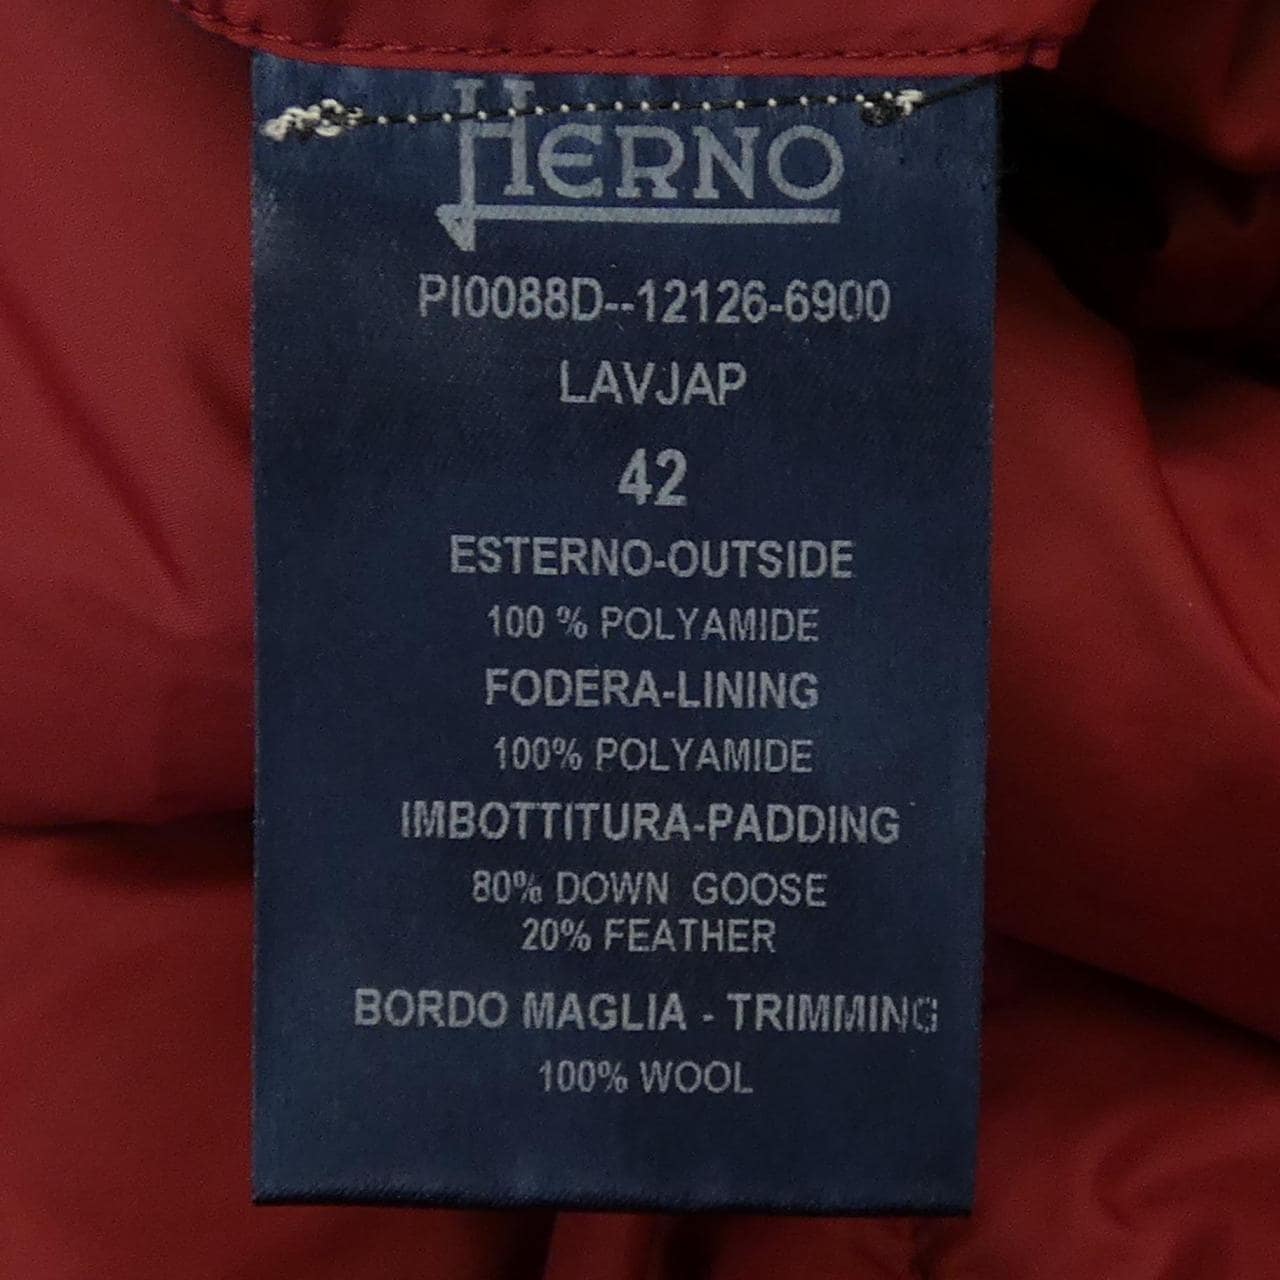 HERNO
PI0088D--12126-6900
LAVJAP
42
ESTERNO-OUTSIDE
100 % POLYAMIDE
FODERA-LINING
100% POLYAMIDE
IMBOTTITURA-PADDING
80% DOWN GOOSE
20% FEATHER
BORDO MAGLIA - TRIMMING
100% WOOL